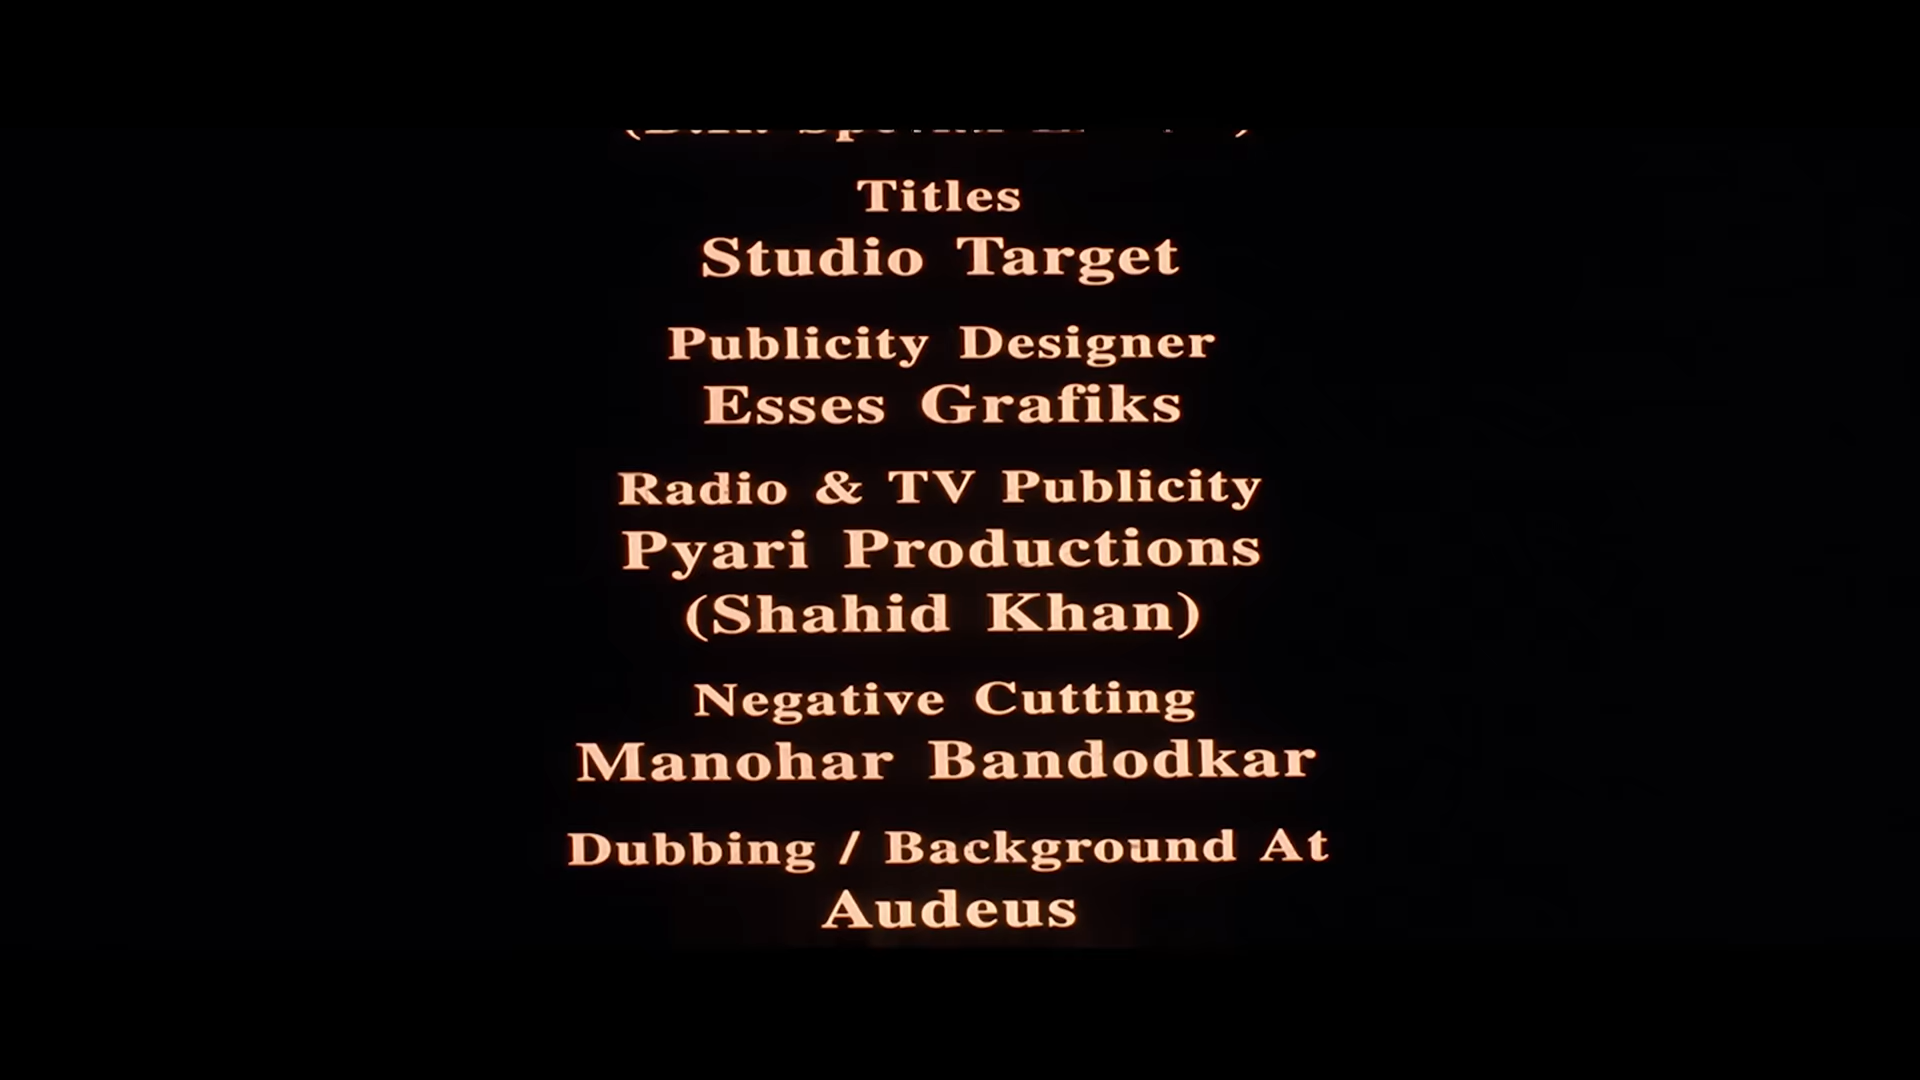 Titles
Studio Target
Publicity Designer
Esses Grafiks
Radio & TV Publicity
Pyari Productions
(Shahid Khan)
Negative Cutting
Manohar Bandodkar
Dubbing / Background At
Audeus